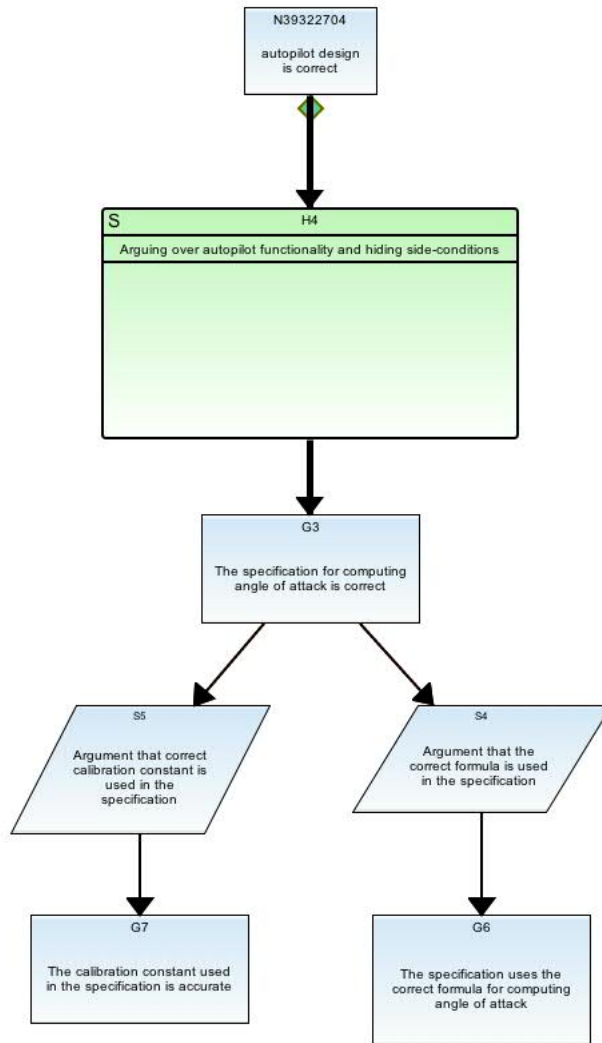 N39322704
autopilot design
is correct
S
H4
Arguing over autopilot functionality and hiding side-conditions
G3
The specification for computing
angle of attack is correct
S5
Argument that correct
calibration constant is
used in the
specification
S4
Argument that the
correct formula is used
in the specification
G7
The calibration constant used
in the specification is accurate
G6
The specification uses the
correct formula for computing
angle of attack